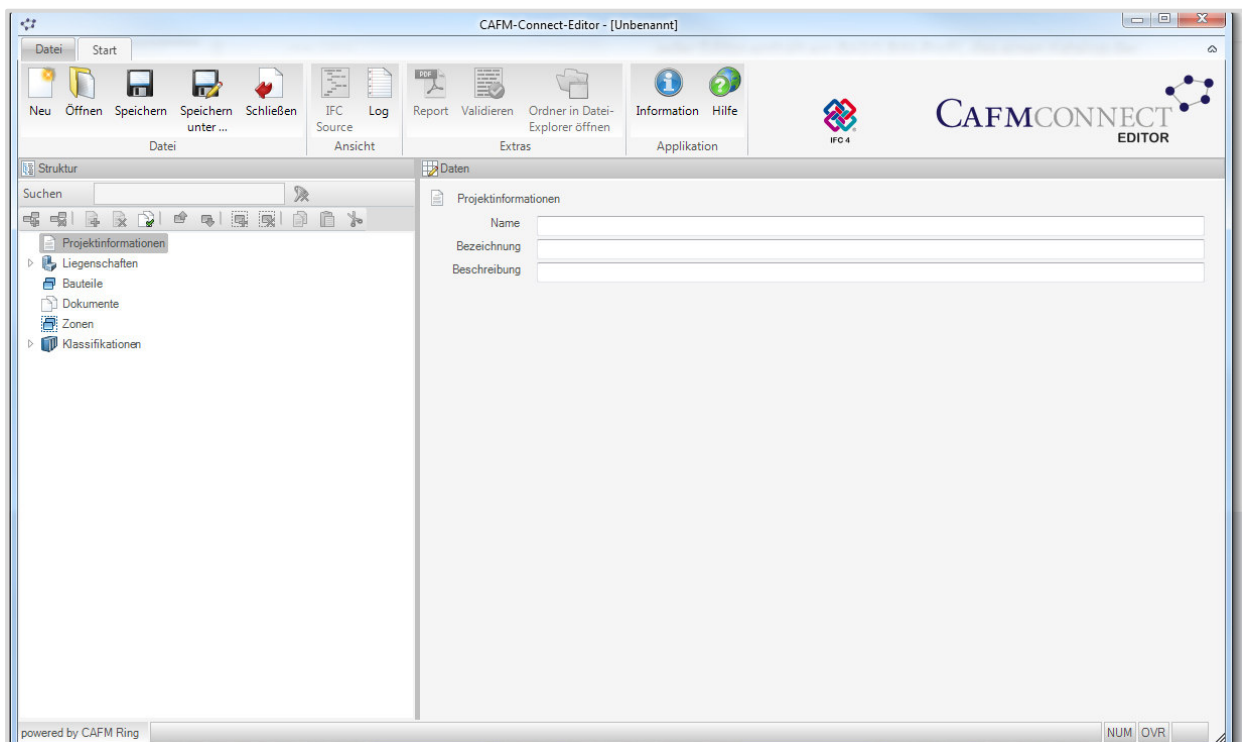 CAFM-Connect-Editor - [Unbenannt]
Datei Start
Neu Öffnen Speichern Speichern unter ... Schließen IFC Source Log Report Validieren Ordner in Datei-Explorer öffnen Information Hilfe
PDF
IFC 4
CAFMCONNECT
EDITOR
Datei Ansicht Extras Applikation
Struktur
Daten
Suchen
Projektinformationen
Liegenschaften
Bauteile
Dokumente
Zonen
Klassifikationen
Projektinformationen
Name
Bezeichnung
Beschreibung
powered by CAFM Ring
NUM OVR